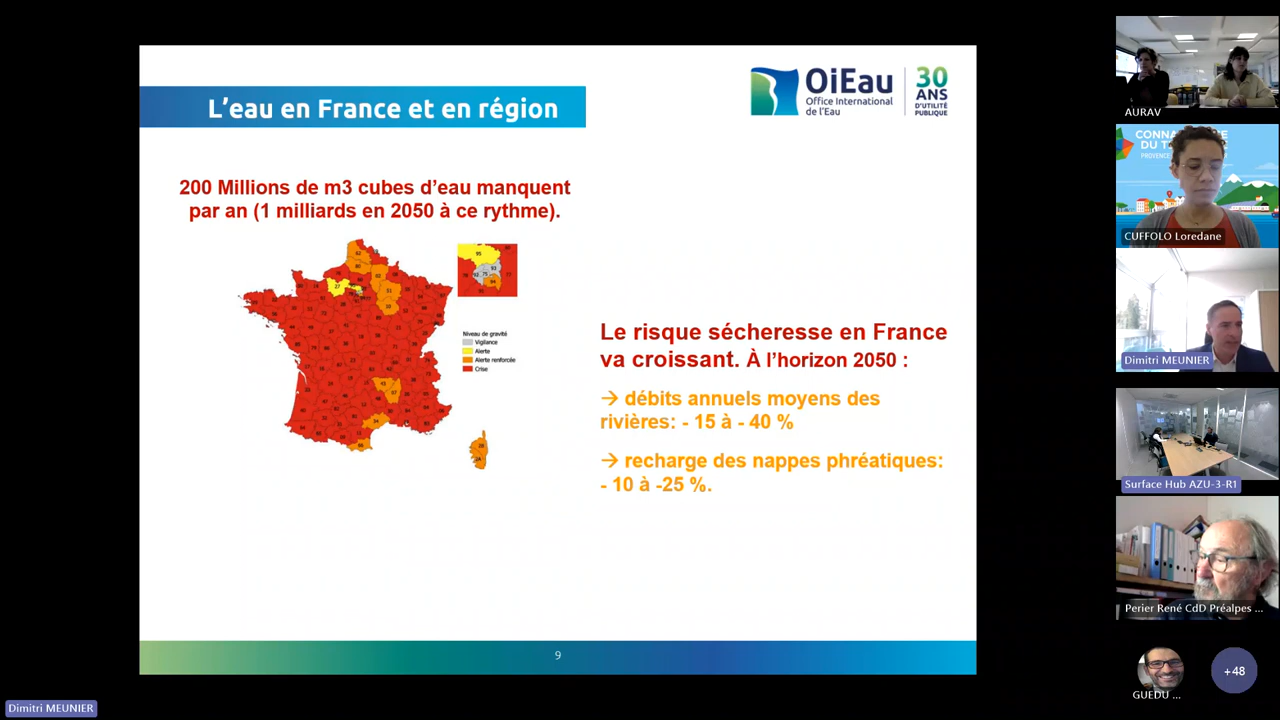 L'eau en France et en région
OiEau
Office International
de l'Eau
30
ANS
D'UTILITÉ
PUBLIQUE
200 Millions de m3 cubes d'eau manquent
par an (1 milliards en 2050 à ce rythme).
Niveau de gravité
Vigilance
Alerte
Alerte renforcée
Crise
Le risque sécheresse en France
va croissant. À l'horizon 2050 :
→ débits annuels moyens des
rivières: - 15 à - 40 %
→ recharge des nappes phréatiques:
- 10 à -25 %.
9
AURAV
CUFFOLO Loredane
Dimitri MEUNIER
Surface Hub AZU-3-R1
Perier René CdD Préalpes ...
GUEDU ...
+48
Dimitri MEUNIER